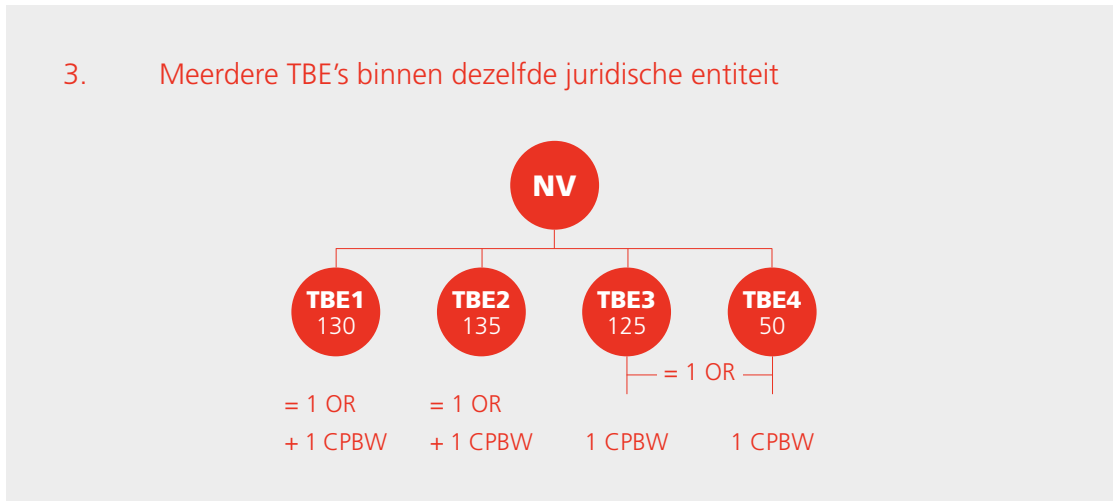 3. Meerdere TBE's binnen dezelfde juridische entiteit
NV
TBE1
130
TBE2
135
TBE3
125
TBE4
50
= 1 OR
= 1 OR
= 1 OR
+ 1 CPBW
+ 1 CPBW
1 CPBW
1 CPBW